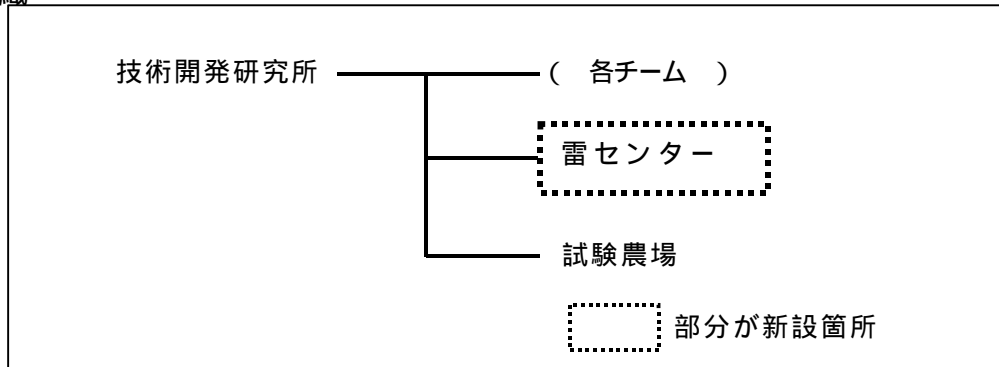 技術開発研究所
( 各チーム )
雷センター
試験農場
部分が新設箇所